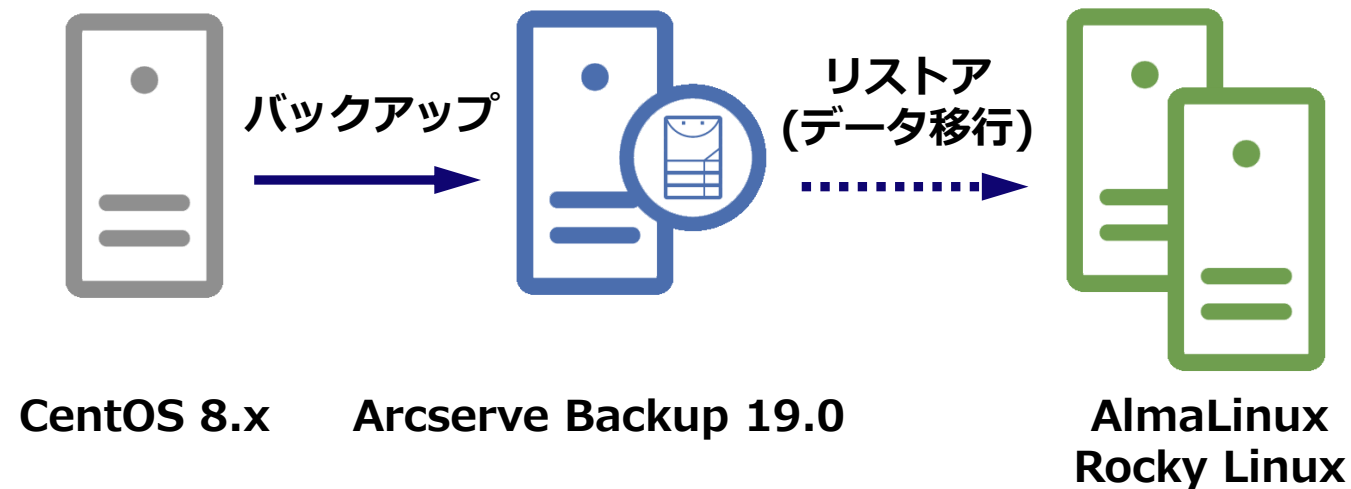 バックアップ
リストア
(データ移行)
CentOS 8.x
Arcserve Backup 19.0
AlmaLinux
Rocky Linux